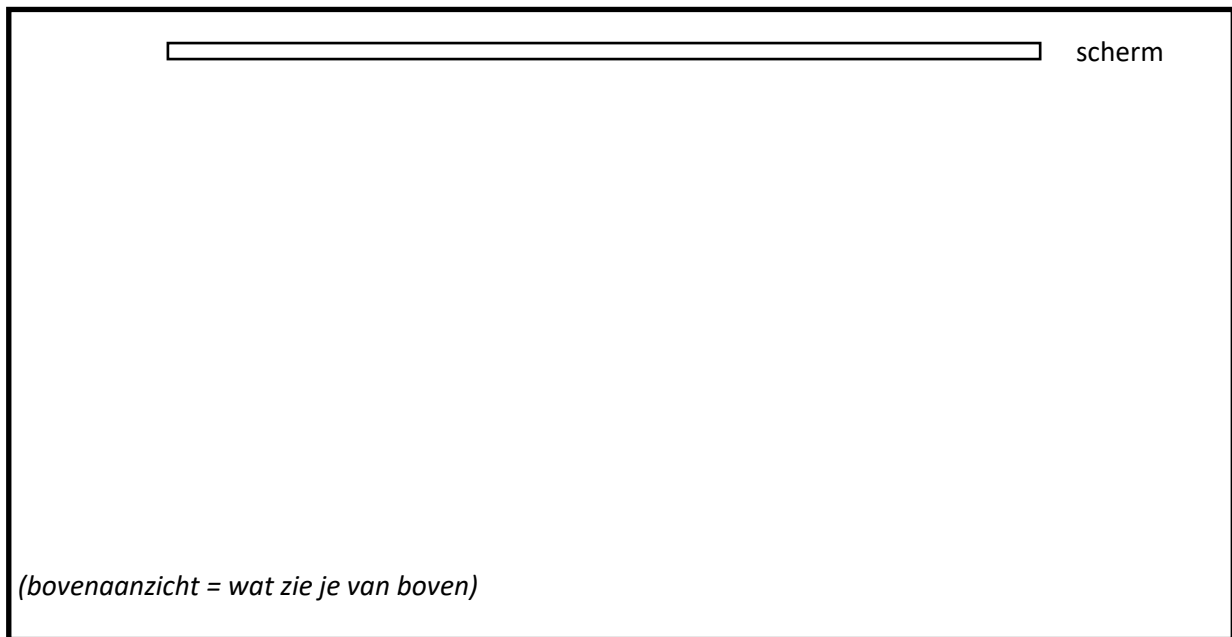 scherm
(bovenaanzicht = wat zie je van boven)